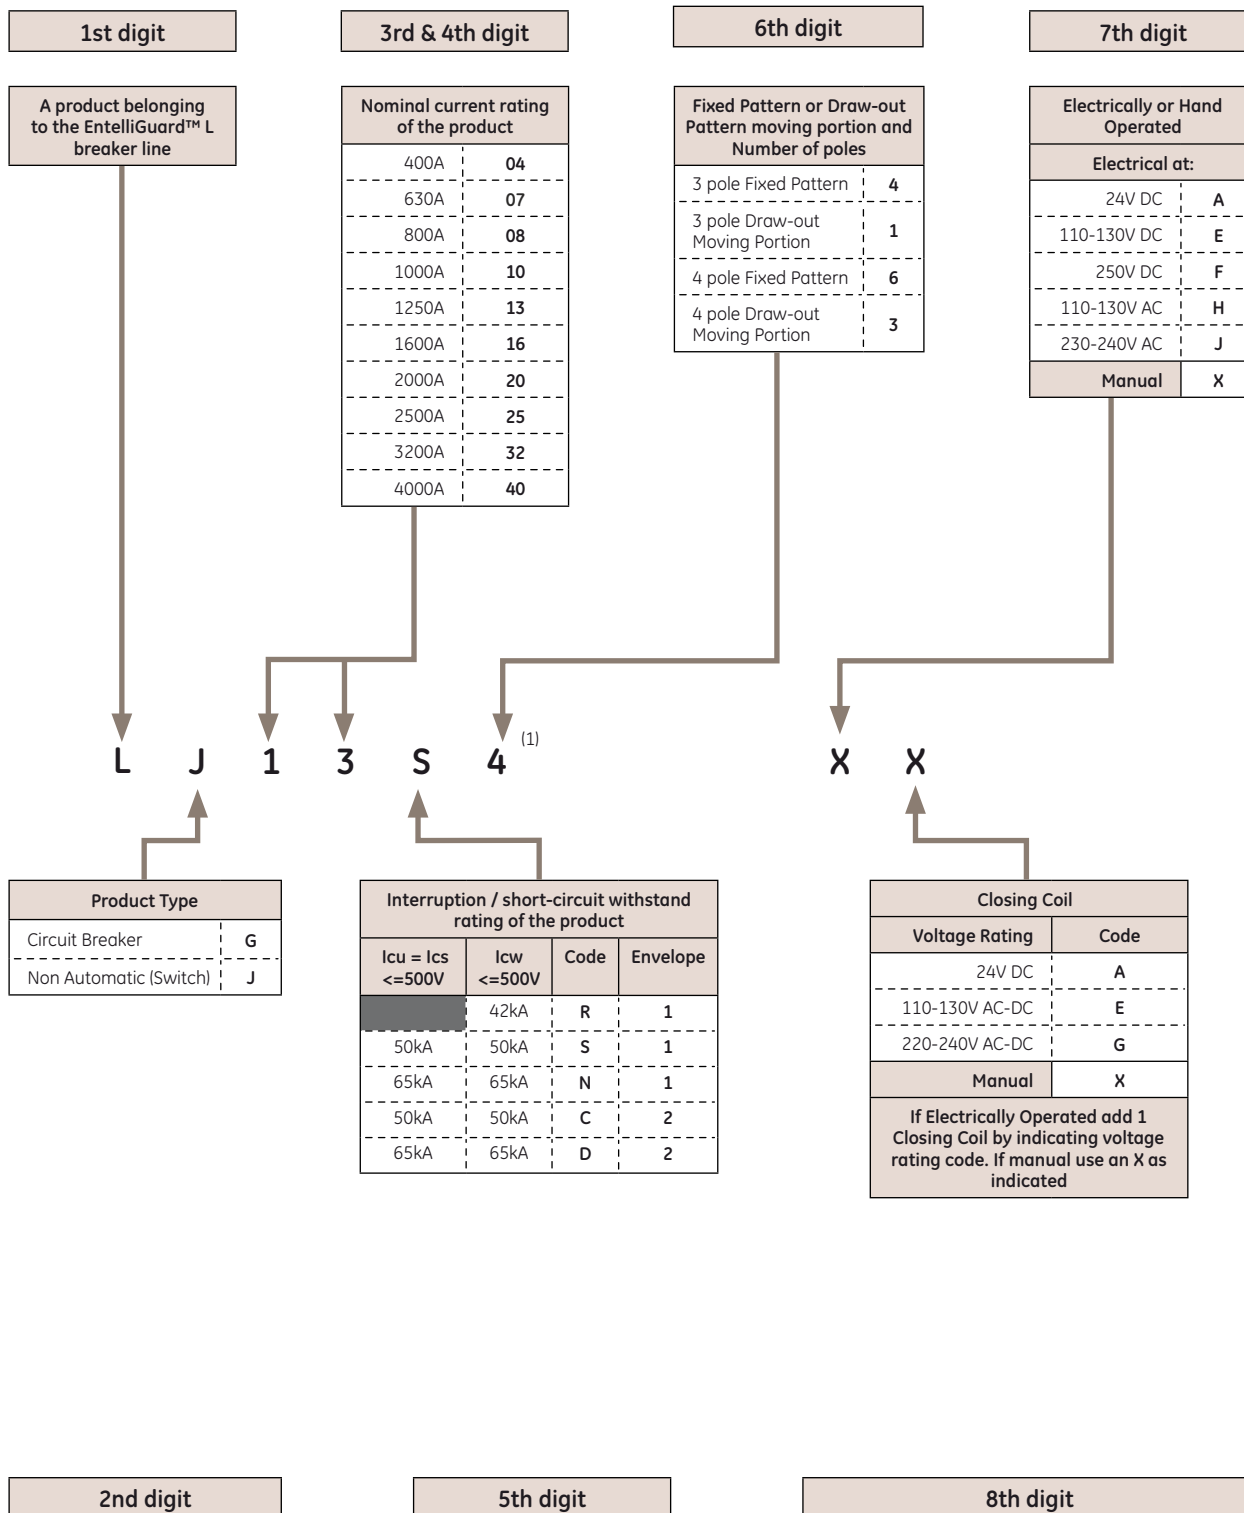 1st digit
3rd & 4th digit
6th digit
7th digit
A product belonging
to the EntelliGuard™ L
breaker line
Nominal current rating
of the product
400A 04
630A 07
800A 08
1000A 10
1250A 13
1600A 16
2000A 20
2500A 25
3200A 32
4000A 40
Fixed Pattern or Draw-out
Pattern moving portion and
Number of poles
3 pole Fixed Pattern 4
3 pole Draw-out
Moving Portion 1
4 pole Fixed Pattern 6
4 pole Draw-out
Moving Portion 3
Electrically or Hand
Operated
Electrical at:
24V DC A
110-130V DC E
250V DC F
110-130V AC H
230-240V AC J
Manual X
L J 1 3 S 4 (1) X X
Product Type
Circuit Breaker G
Non Automatic (Switch) J
Interruption / short-circuit withstand
rating of the product
Icu = Ics
<=500V
Icw
<=500V
Code
Envelope
42kA R 1
50kA 50kA S 1
65kA 65kA N 1
50kA 50kA C 2
65kA 65kA D 2
Closing Coil
Voltage Rating Code
24V DC A
110-130V AC-DC E
220-240V AC-DC G
Manual X
If Electrically Operated add 1
Closing Coil by indicating voltage
rating code. If manual use an X as
indicated
2nd digit
5th digit
8th digit